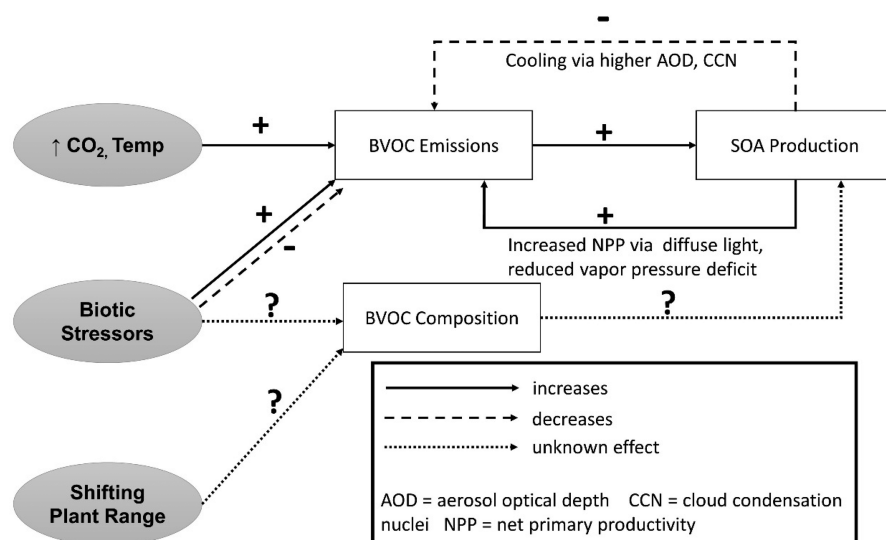 -
Cooling via higher AOD, CCN
+
↑ CO₂, Temp
BVOC Emissions
+
SOA Production
+
-
+
Increased NPP via diffuse light,
reduced vapor pressure deficit
Biotic
Stressors
?
BVOC Composition
?
?
Shifting
Plant Range
increases
decreases
unknown effect
AOD = aerosol optical depth CCN = cloud condensation
nuclei NPP = net primary productivity